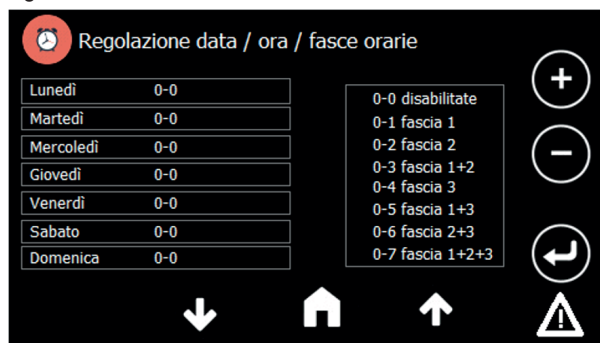 Regolazione data / ora / fasce orarie
Lunedì 0-0
Martedì 0-0
Mercoledì 0-0
Giovedì 0-0
Venerdì 0-0
Sabato 0-0
Domenica 0-0
0-0 disabilitate
0-1 fascia 1
0-2 fascia 2
0-3 fascia 1+2
0-4 fascia 3
0-5 fascia 1+3
0-6 fascia 2+3
0-7 fascia 1+2+3